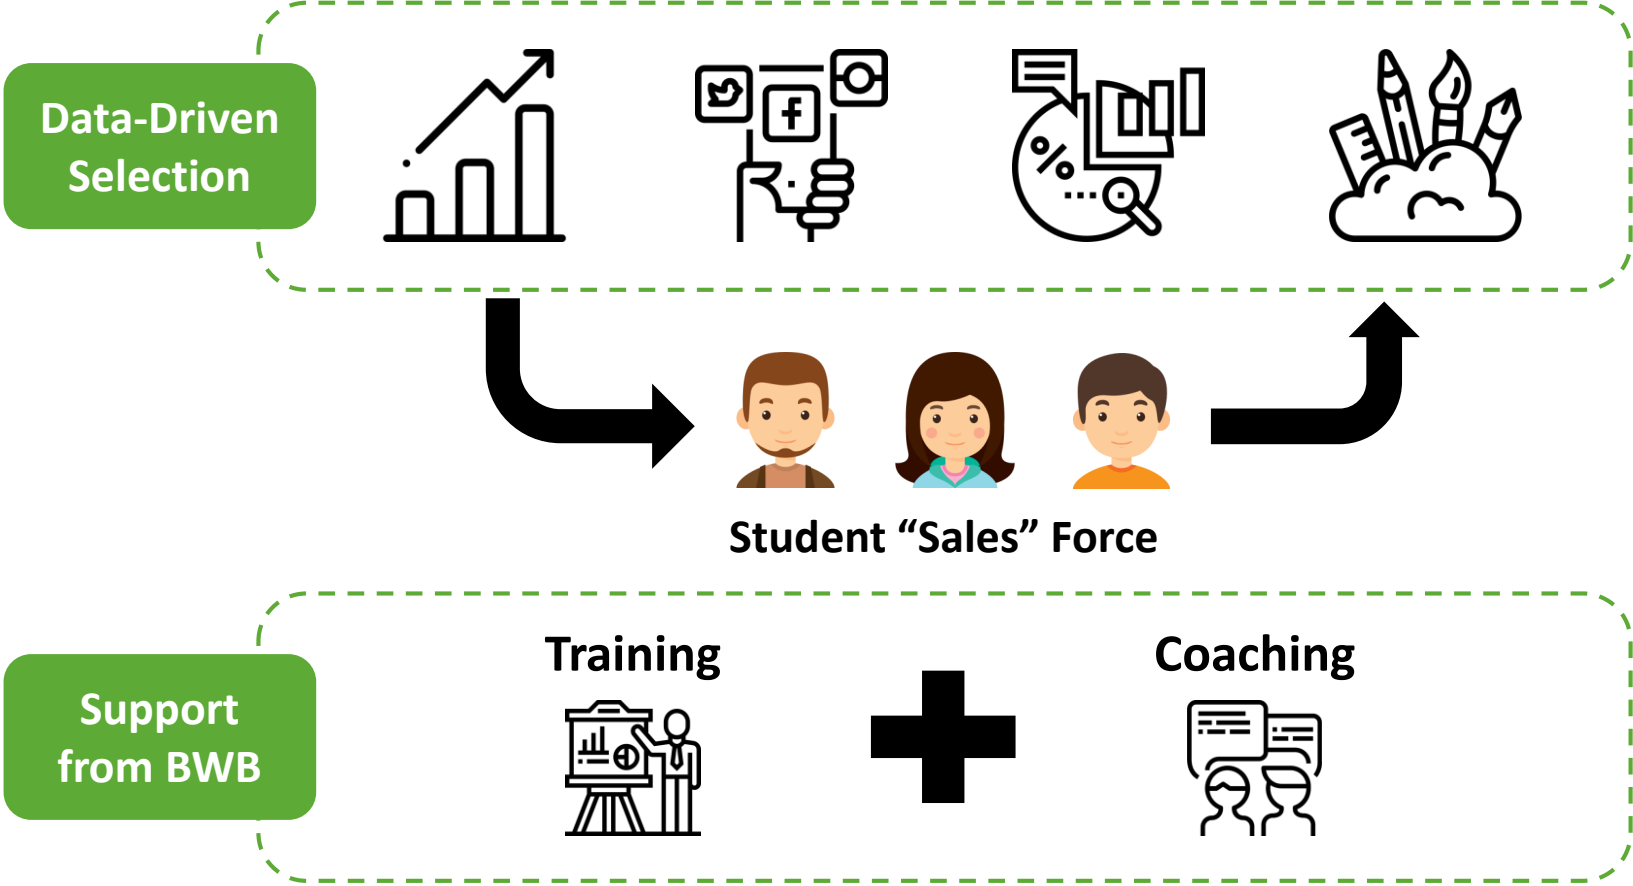 Data-Driven
Selection
f
%
Student “Sales” Force
Training
Coaching
Support
from BWB